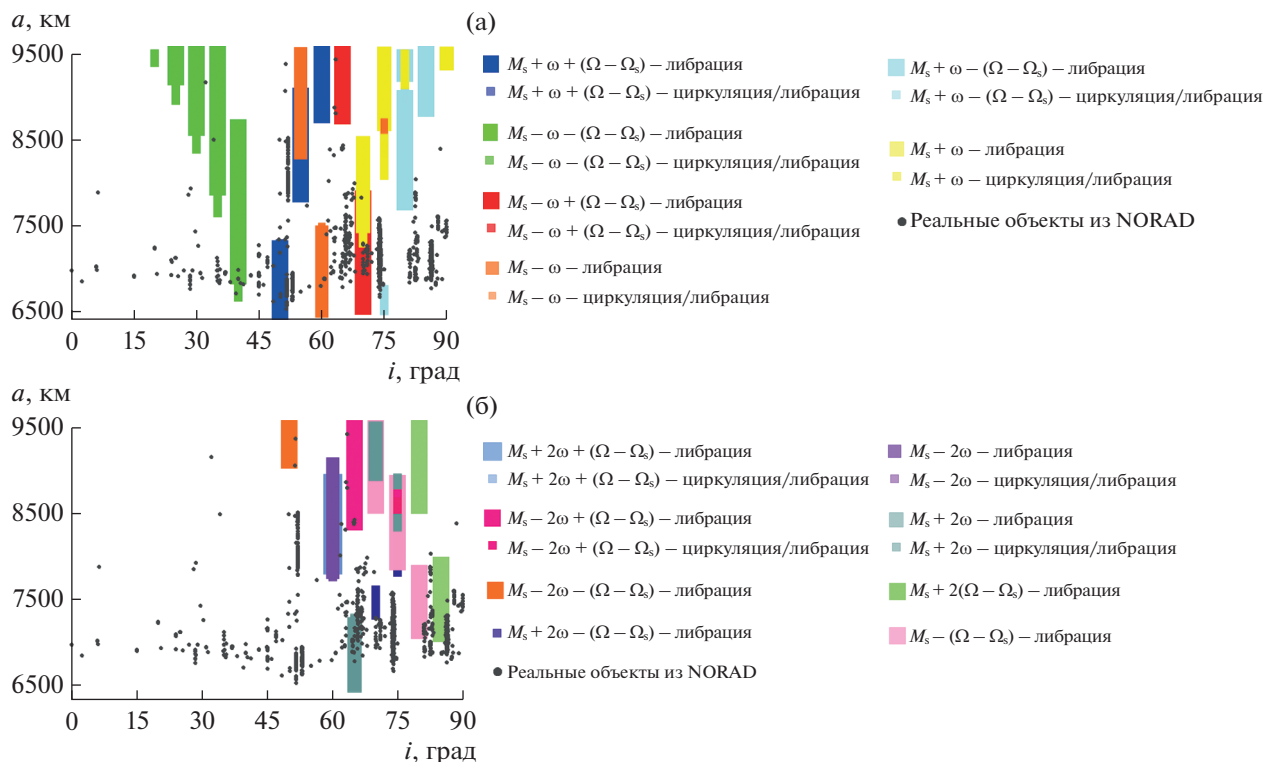 a, км
(а)
9500
8500
7500
6500
0 15 30 45 60 75 90
i, град
Ms + ω + (Ω – Ωs) – либрация
Ms + ω + (Ω – Ωs) – циркуляция/либрация
Ms – ω – (Ω – Ωs) – либрация
Ms – ω – (Ω – Ωs) – циркуляция/либрация
Ms – ω + (Ω – Ωs) – либрация
Ms – ω + (Ω – Ωs) – циркуляция/либрация
Ms – ω – либрация
Ms – ω – циркуляция/либрация
Ms + ω – (Ω – Ωs) – либрация
Ms + ω – (Ω – Ωs) – циркуляция/либрация
Ms + ω – либрация
Ms + ω – циркуляция/либрация
Реальные объекты из NORAD
a, км
(б)
9500
8500
7500
6500
0 15 30 45 60 75 90
i, град
Ms + 2ω + (Ω – Ωs) – либрация
Ms + 2ω + (Ω – Ωs) – циркуляция/либрация
Ms – 2ω + (Ω – Ωs) – либрация
Ms – 2ω + (Ω – Ωs) – циркуляция/либрация
Ms – 2ω – (Ω – Ωs) – либрация
Ms + 2ω – (Ω – Ωs) – либрация
Реальные объекты из NORAD
Ms – 2ω – либрация
Ms – 2ω – циркуляция/либрация
Ms + 2ω – либрация
Ms + 2ω – циркуляция/либрация
Ms + 2(Ω – Ωs) – либрация
Ms – (Ω – Ωs) – либрация